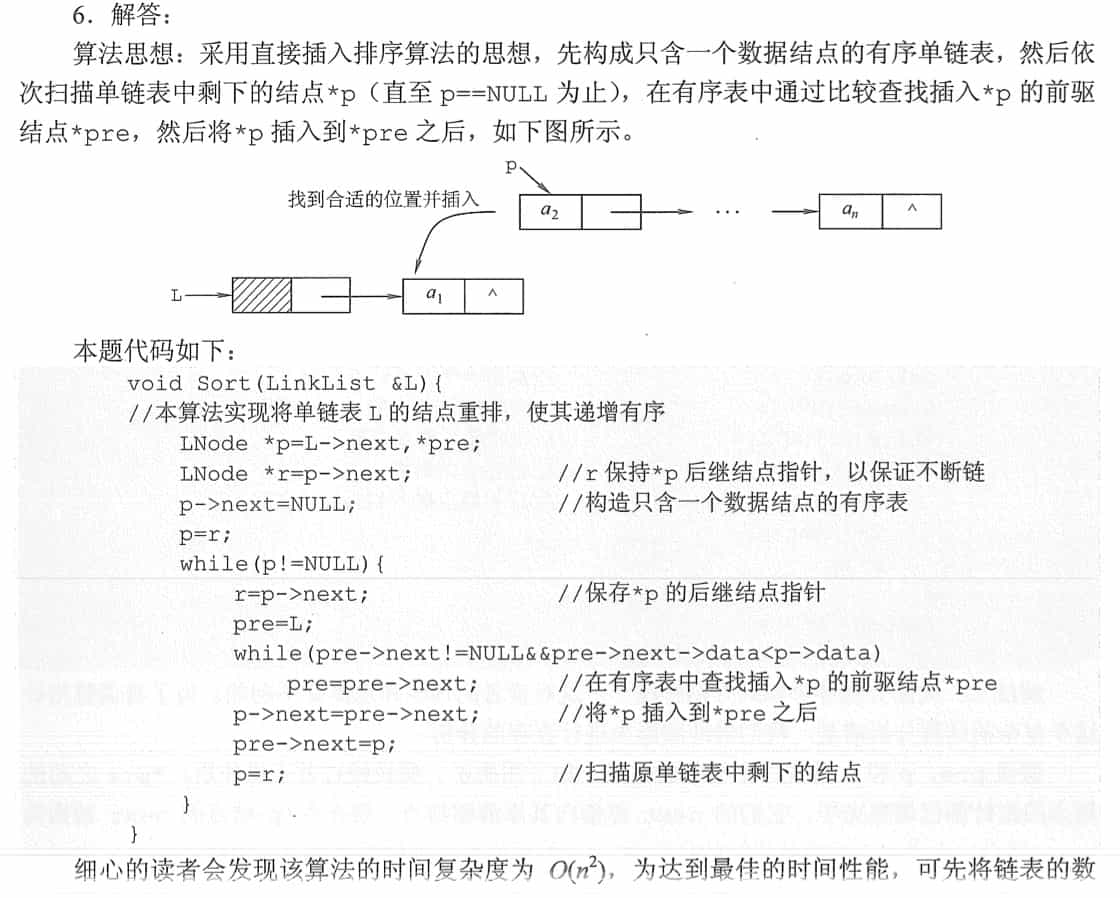 6. 解答:
算法思想:采用直接插入排序算法的思想,先构成只含一个数据结点的有序单链表,然后依
次扫描单链表中剩下的结点*p(直至 p==NULL 为止),在有序表中通过比较查找插入*p 的前驱
结点*pre,然后将*p 插入到*pre 之后,如下图所示。
p
找到合适的位置并插入
a2 ··· an ^
L a1 ^
本题代码如下:
void Sort(LinkList &L){
//本算法实现将单链表 L 的结点重排,使其递增有序
LNode *p=L->next,*pre;
LNode *r=p->next; //r 保持*p 后继结点指针,以保证不断链
p->next=NULL; //构造只含一个数据结点的有序表
p=r;
while(p!=NULL){
r=p->next; //保存*p 的后继结点指针
pre=L;
while(pre->next!=NULL&&pre->next->data<p->data)
pre=pre->next; //在有序表中查找插入*p 的前驱结点*pre
p->next=pre->next; //将*p 插入到*pre 之后
pre->next=p;
p=r; //扫描原单链表中剩下的结点
}
}
细心的读者会发现该算法的时间复杂度为 O(n²),为达到最佳的时间性能,可先将链表的数